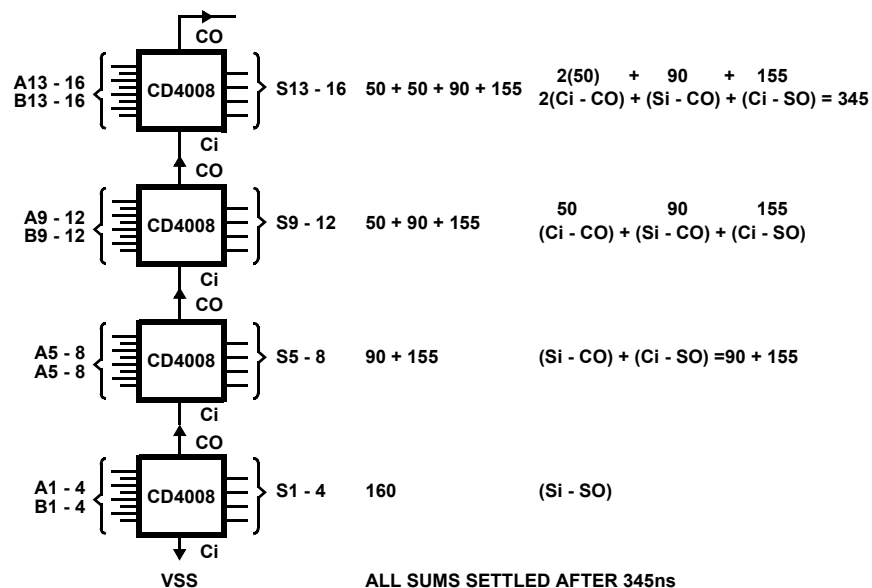 CO
A13 - 16
B13 - 16
CD4008
S13 - 16
50 + 50 + 90 + 155
2(50) + 90 + 155
2(Ci - CO) + (Si - CO) + (Ci - SO) = 345
Ci
CO
A9 - 12
B9 - 12
CD4008
S9 - 12
50 + 90 + 155
50 90 155
(Ci - CO) + (Si - CO) + (Ci - SO)
Ci
CO
A5 - 8
A5 - 8
CD4008
S5 - 8
90 + 155
(Si - CO) + (Ci - SO) =90 + 155
Ci
CO
A1 - 4
B1 - 4
CD4008
S1 - 4
160
(Si - SO)
Ci
VSS
ALL SUMS SETTLED AFTER 345ns